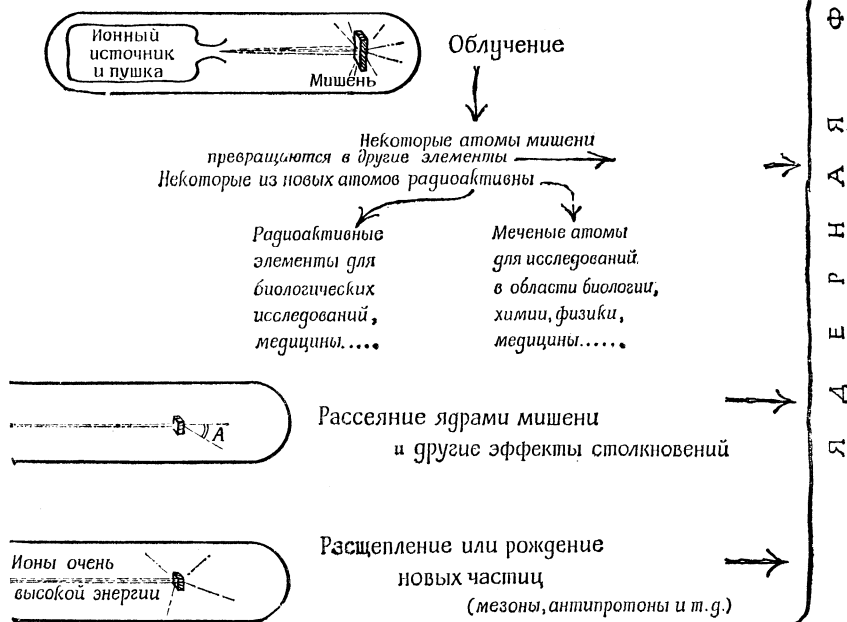 Ионный
источник
и пушка
Мишень
Облучение
Некоторые атомы мишени
превращиются в другие элементы
Некоторые из новых атомов радиоактивны
Радиоактивные
элементы для
биологических
исследований,
медицины.....
Меченые атомы
для исследований
в области биологии,
химии, физики,
медицины......
A
Рассеяние ядрами мишени
и другие эффекты столкновений
Ионы очень
высокой энергии
Расщепление или рождение
новых частиц
(мезоны, антипротоны и т.д.)
ЯДЕРНАЯ Ф